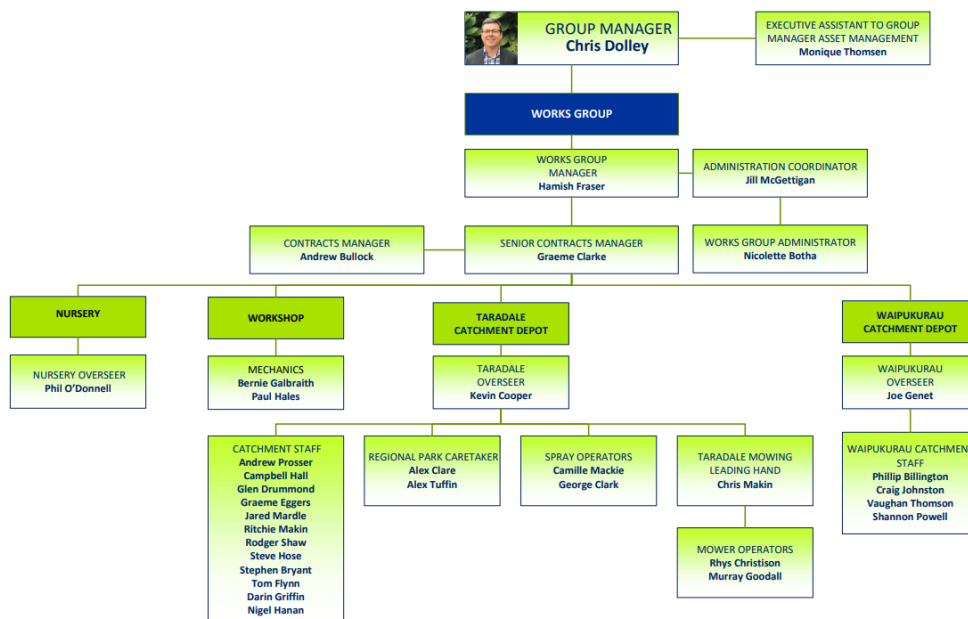 GROUP MANAGER
Chris Dolley
EXECUTIVE ASSISTANT TO GROUP
MANAGER ASSET MANAGEMENT
Monique Thomsen
WORKS GROUP
WORKS GROUP
MANAGER
Hamish Fraser
ADMINISTRATION COORDINATOR
Jill McGettigan
CONTRACTS MANAGER
Andrew Bullock
SENIOR CONTRACTS MANAGER
Graeme Clarke
WORKS GROUP ADMINISTRATOR
Nicolette Botha
NURSERY
WORKSHOP
TARADALE
CATCHMENT DEPOT
WAIPUKURAU
CATCHMENT DEPOT
NURSERY OVERSEER
Phil O’Donnell
MECHANICS
Bernie Galbraith
Paul Hales
TARADALE
OVERSEER
Kevin Cooper
WAIPUKURAU
OVERSEER
Joe Genet
CATCHMENT STAFF
Andrew Prosser
Campbell Hall
Glen Drummond
Graeme Eggers
Jared Mardle
Ritchie Makin
Rodger Shaw
Steve Hose
Stephen Bryant
Tom Flynn
Darin Griffin
Nigel Hanan
REGIONAL PARK CARETAKER
Alex Clare
Alex Tuffin
SPRAY OPERATORS
Camille Mackie
George Clark
TARADALE MOWING
LEADING HAND
Chris Makin
MOWER OPERATORS
Rhys Christison
Murray Goodall
WAIPUKURAU CATCHMENT
STAFF
Phillip Billington
Craig Johnston
Vaughan Thomson
Shannon Powell